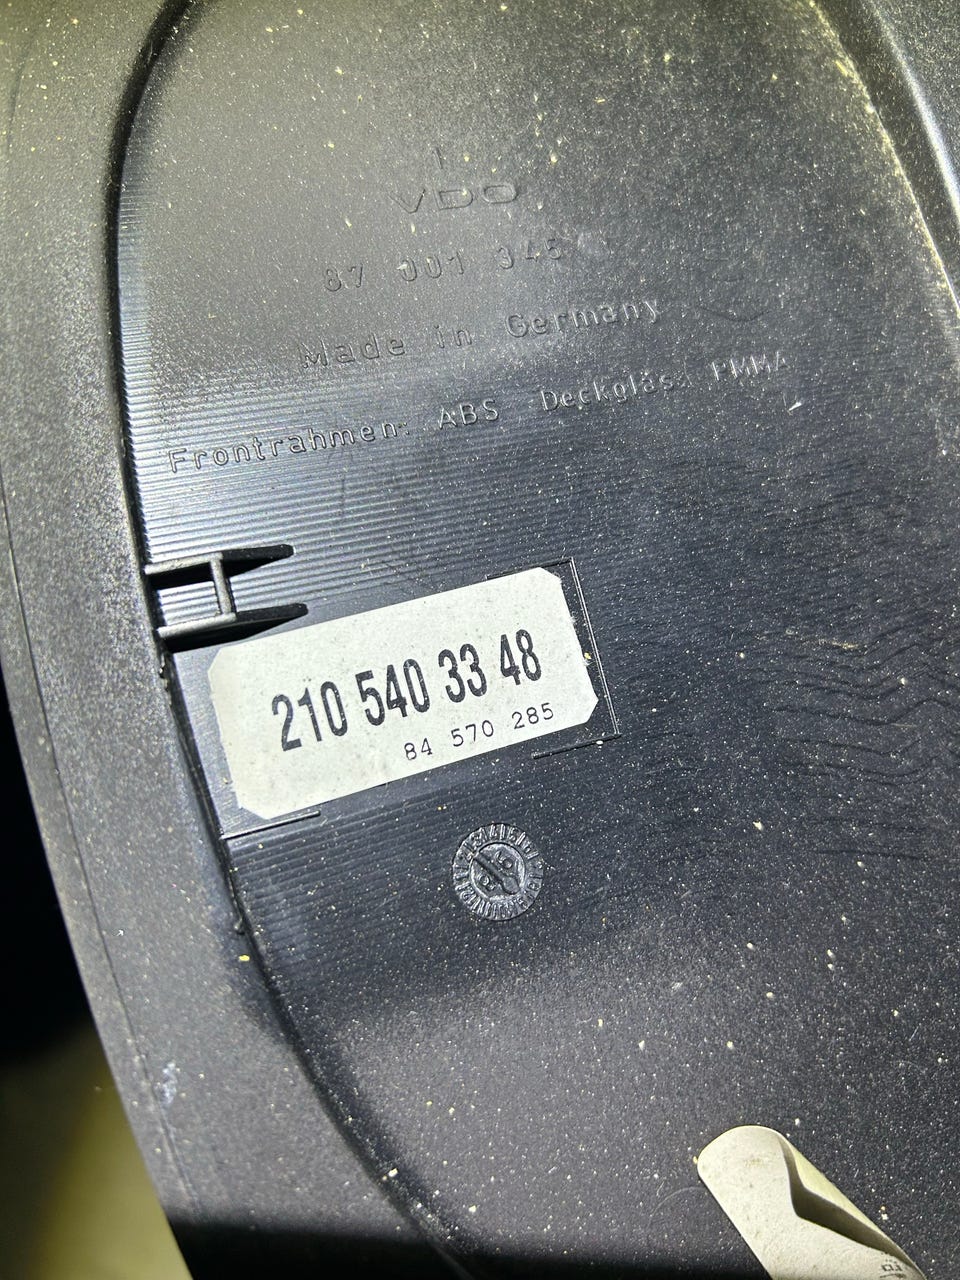 VDO
87 001 345
Made in Germany
Frontrahmen: ABS Deckglas: PMMA
210 540 33 48
84 570 285